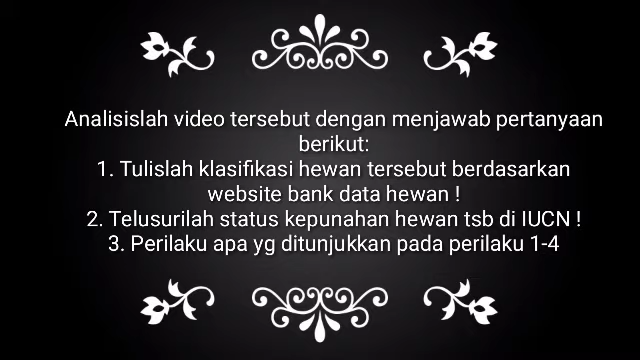 Analisislah video tersebut dengan menjawab pertanyaan
berikut:
1. Tulislah klasifikasi hewan tersebut berdasarkan
website bank data hewan !
2. Telusurilah status kepunahan hewan tsb di IUCN !
3. Perilaku apa yg ditunjukkan pada perilaku 1-4